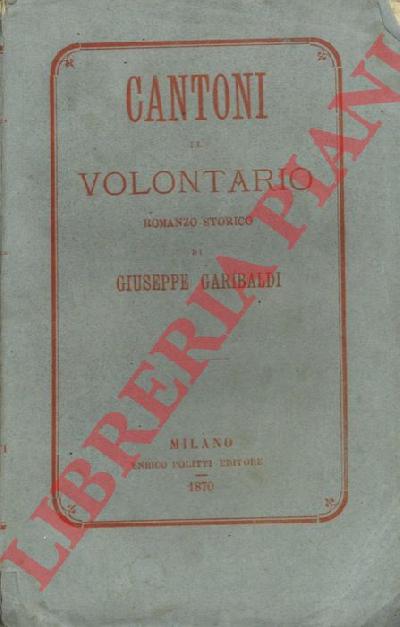 CANTONI
IL
VOLONTARIO
ROMANZO STORICO
DI
GIUSEPPE GARIBALDI
MILANO
ENRICO POLITTI EDITORE
1870
LIBRERIA PIANI